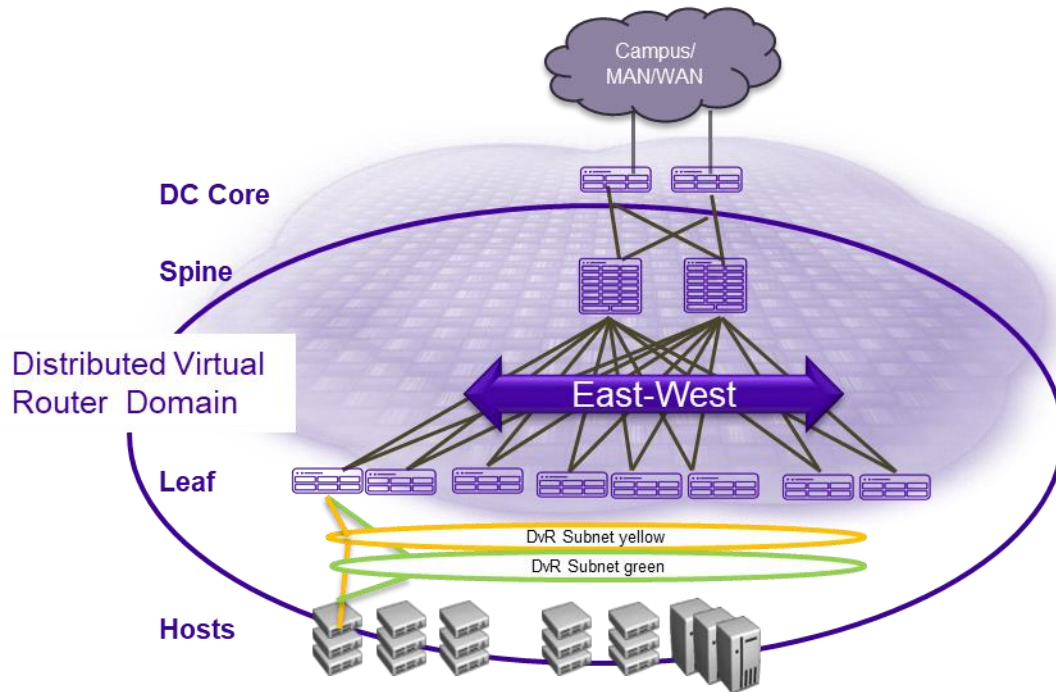 Campus/
MAN/WAN
DC Core
Spine
Distributed Virtual
Router Domain
East-West
Leaf
DvR Subnet yellow
DvR Subnet green
Hosts